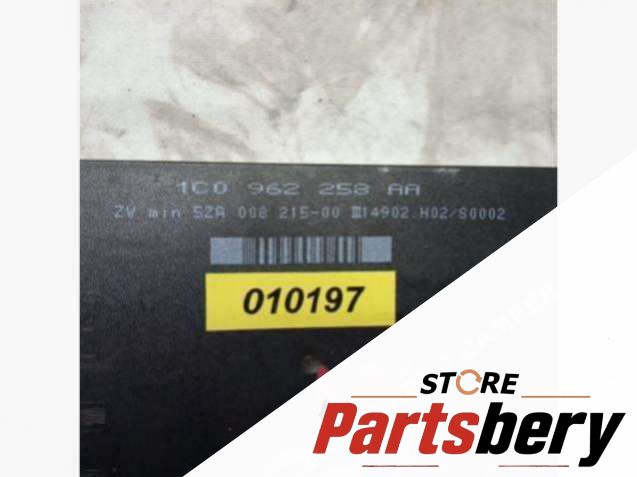 1C0 962 258 AA
ZV min 5ZA 008 215-00 14902.H02/S0002
010197
STORE
Partsbery